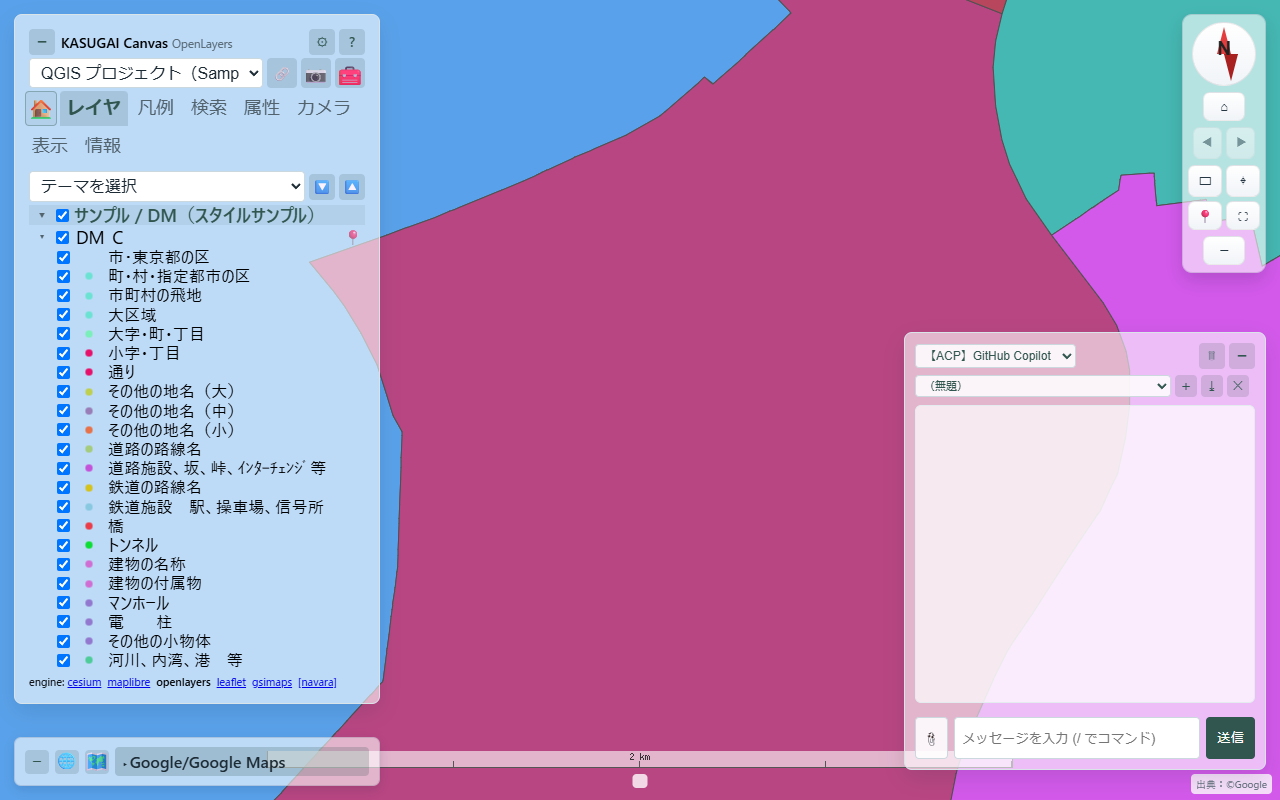 − KASUGAI Canvas OpenLayers ⚙ ?
QGIS プロジェクト（Samp
レイヤ 凡例 検索 属性 カメラ
表示 情報
テーマを選択
サンプル / DM（スタイルサンプル）
DM C
市・東京都の区
町・村・指定都市の区
市町村の飛地
大区域
大字・町・丁目
小字・丁目
通り
その他の地名（大）
その他の地名（中）
その他の地名（小）
道路の路線名
道路施設、坂、峠、ｲﾝﾀｰﾁｪﾝｼﾞ等
鉄道の路線名
鉄道施設　駅、操車場、信号所
橋
トンネル
建物の名称
建物の付属物
マンホール
電　　柱
その他の小物体
河川、内湾、港　等
engine: cesium maplibre openlayers leaflet gsimaps [navara]
Google/Google Maps
2 km
N
【ACP】GitHub Copilot
（無題）
メッセージを入力 (/ でコマンド)
送信
出典：©Google